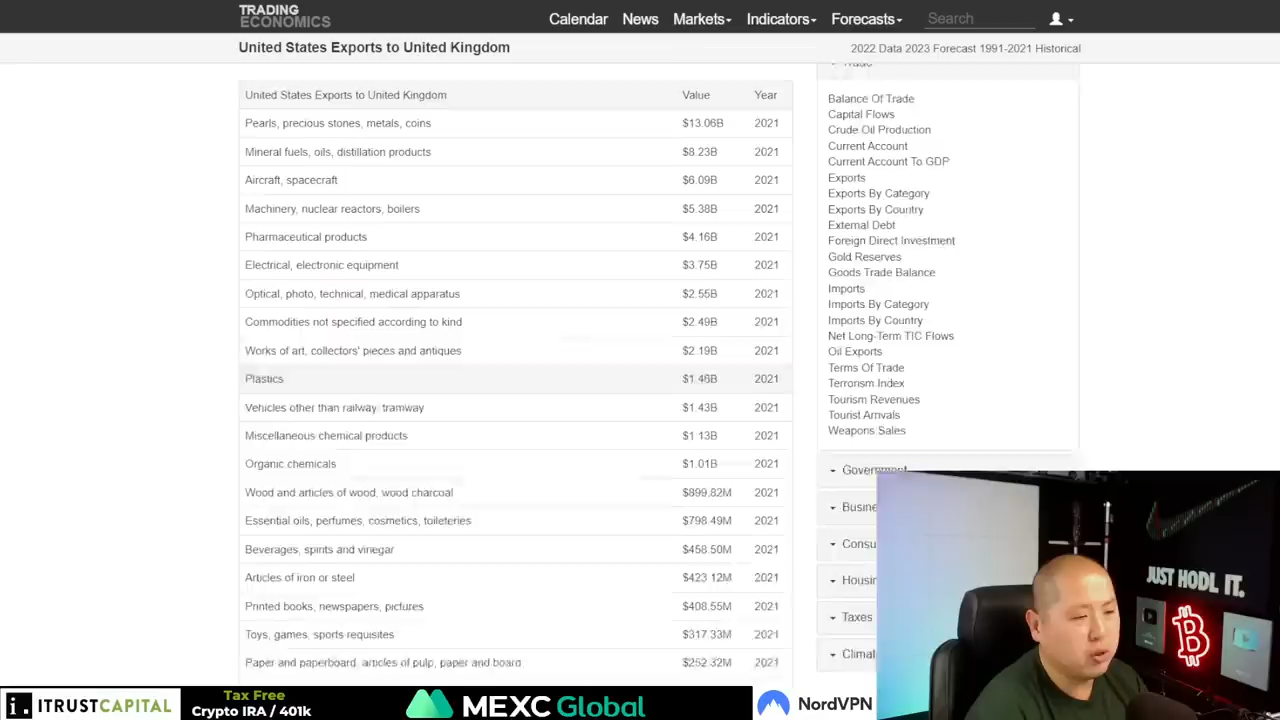 TRADING
ECONOMICS
Calendar News Markets Indicators Forecasts Search
United States Exports to United Kingdom
2022 Data 2023 Forecast 1991-2021 Historical
United States Exports to United Kingdom Value Year
Pearls, precious stones, metals, coins $13.06B 2021
Mineral fuels, oils, distillation products $8.23B 2021
Aircraft, spacecraft $6.09B 2021
Machinery, nuclear reactors, boilers $5.38B 2021
Pharmaceutical products $4.16B 2021
Electrical, electronic equipment $3.75B 2021
Optical, photo, technical, medical apparatus $2.55B 2021
Commodities not specified according to kind $2.49B 2021
Works of art, collectors' pieces and antiques $2.19B 2021
Plastics $1.46B 2021
Vehicles other than railway, tramway $1.43B 2021
Miscellaneous chemical products $1.13B 2021
Organic chemicals $1.01B 2021
Wood and articles of wood, wood charcoal $899.82M 2021
Essential oils, perfumes, cosmetics, toileteries $798.49M 2021
Beverages, spirits and vinegar $458.50M 2021
Articles of iron or steel $423.12M 2021
Printed books, newspapers, pictures $408.55M 2021
Toys, games, sports requisites $317.33M 2021
Paper and paperboard, articles of pulp, paper and board $252.32M 2021
Trade
Balance Of Trade
Capital Flows
Crude Oil Production
Current Account
Current Account To GDP
Exports
Exports By Category
Exports By Country
External Debt
Foreign Direct Investment
Gold Reserves
Goods Trade Balance
Imports
Imports By Category
Imports By Country
Net Long-Term TIC Flows
Oil Exports
Terms Of Trade
Terrorism Index
Tourism Revenues
Tourist Arrivals
Weapons Sales
Government
Busine
Consu
Housin
Taxes
Climat
JUST HODL IT.
i. ITRUSTCAPITAL
Tax Free
Crypto IRA / 401k
MEXC Global
NordVPN